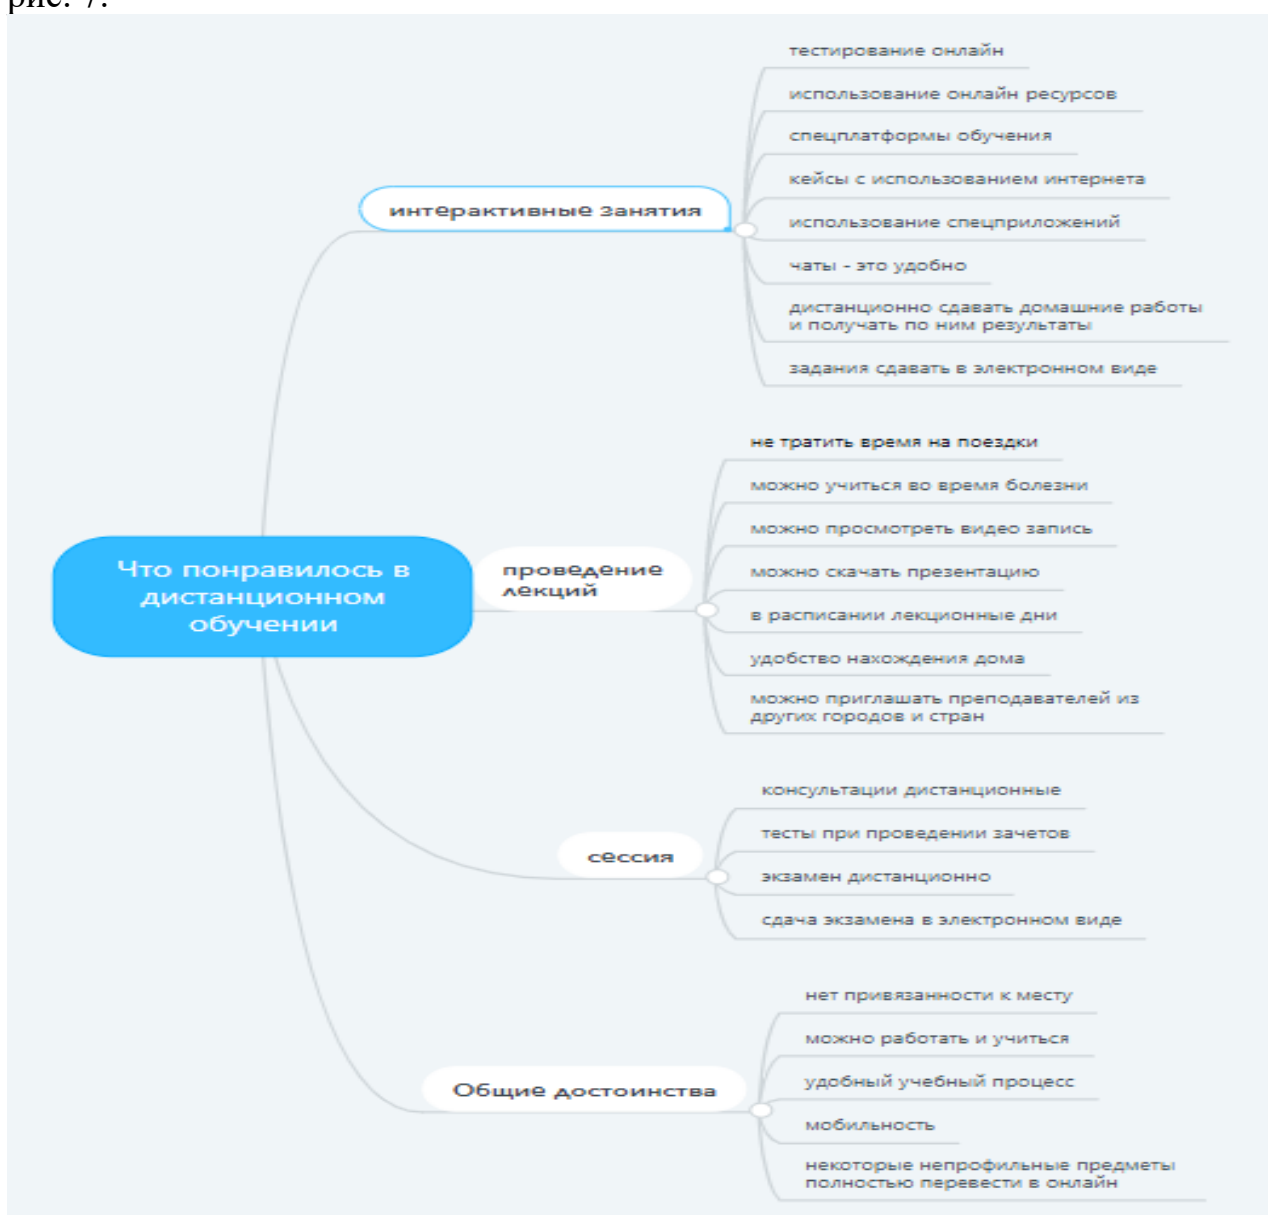 рис. 7.
тестирование онлайн
использование онлайн ресурсов
спецплатформы обучения
кейсы с использованием интернета
интерактивные занятия
использование спецприложений
чаты - это удобно
дистанционно сдавать домашние работы
и получать по ним результаты
задания сдавать в электронном виде
не тратить время на поездки
можно учиться во время болезни
можно просмотреть видео запись
Что понравилось в
дистанционном
обучении
проведение
лекций
можно скачать презентацию
в расписании лекционные дни
удобство нахождения дома
можно приглашать преподавателей из
других городов и стран
консультации дистанционные
тесты при проведении зачетов
сессия
экзамен дистанционно
сдача экзамена в электронном виде
нет привязанности к месту
можно работать и учиться
удобный учебный процесс
Общие достоинства
мобильность
некоторые непрофильные предметы
полностью перевести в онлайн